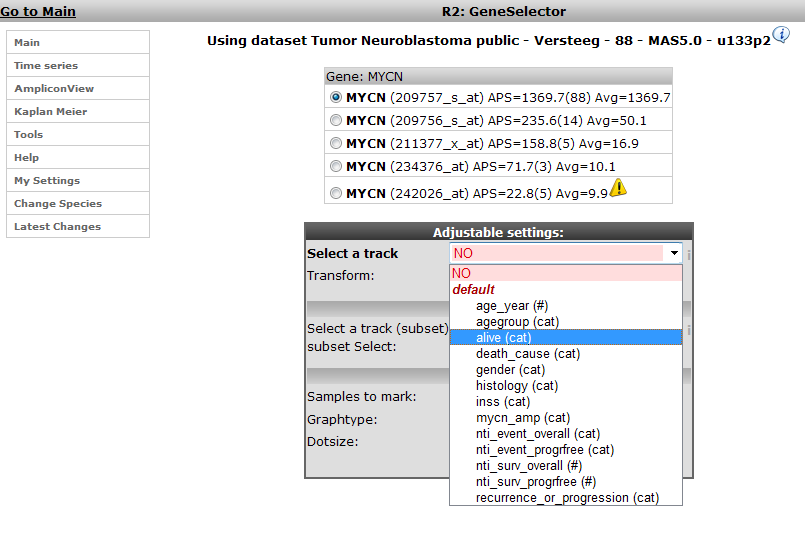 Go to Main
R2: GeneSelector
Main
Time series
AmpliconView
Kaplan Meier
Tools
Help
My Settings
Change Species
Latest Changes
Using dataset Tumor Neuroblastoma public - Versteeg - 88 - MAS5.0 - u133p2
Gene: MYCN
MYCN (209757_s_at) APS=1369.7(88) Avg=1369.7
MYCN (209756_s_at) APS=235.6(14) Avg=50.1
MYCN (211377_x_at) APS=158.8(5) Avg=16.9
MYCN (234376_at) APS=71.7(3) Avg=10.1
MYCN (242026_at) APS=22.8(5) Avg=9.9
Adjustable settings:
Select a track NO
Transform:
Select a track (subset)
subset Select:
Samples to mark:
Graphtype:
Dotsize:
NO
default
age_year (#)
agegroup (cat)
alive (cat)
death_cause (cat)
gender (cat)
histology (cat)
inss (cat)
mycn_amp (cat)
nti_event_overall (cat)
nti_event_progrfree (cat)
nti_surv_overall (#)
nti_surv_progrfree (#)
recurrence_or_progression (cat)